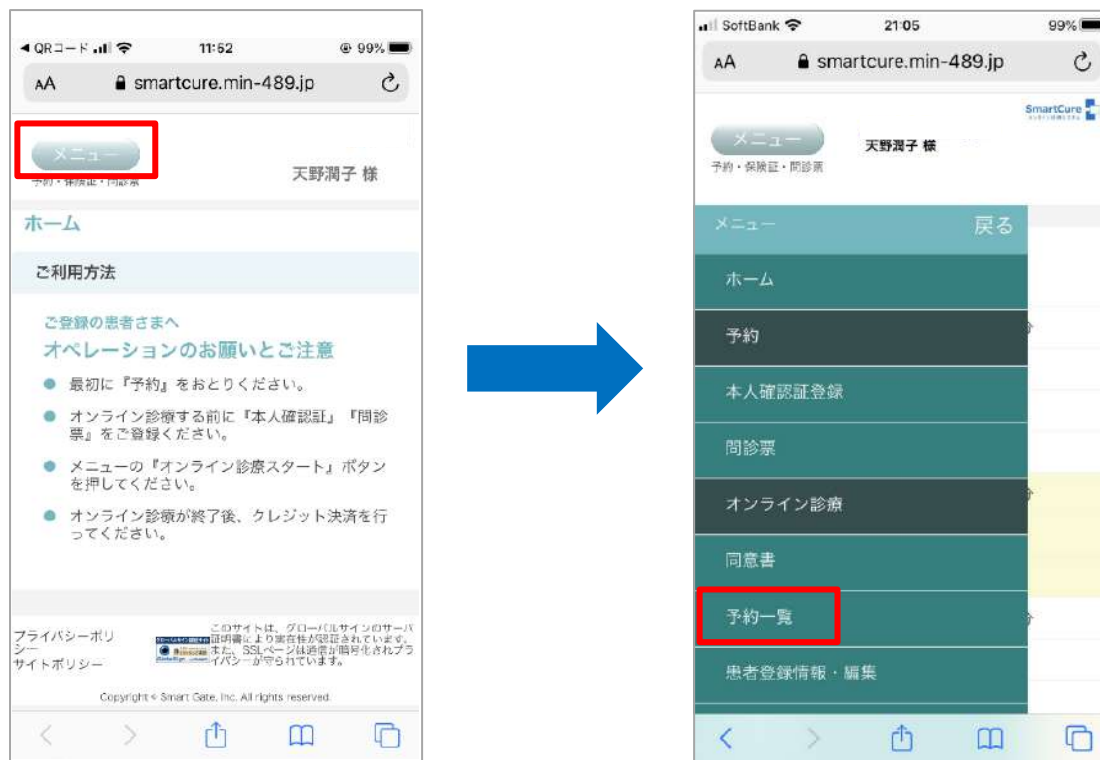 QRコード
11:52
99%
AA
smartcure.min-489.jp
メニュー
予約・保険証・問診票
天野潤子 様
ホーム
ご利用方法
ご登録の患者さまへ
オペレーションのお願いとご注意
最初に『予約』をおとりください。
オンライン診療する前に『本人確認証』『問診
票』をご登録ください。
メニューの『オンライン診療スタート』ボタン
を押してください。
オンライン診療が終了後、クレジット決済を行
ってください。
プライバシーポリ
シー
サイトポリシー
このサイトは、グローバルサインのサーバ
証明書により実在性が認証されています。
また、SSLページは通信が暗号化されプラ
イバシーが守られています。
Copyright © Smart Gate, Inc. All rights reserved.
SoftBank
21:05
99%
AA
smartcure.min-489.jp
SmartCure
メニュー
予約・保険証・問診票
天野潤子 様
メニュー
戻る
ホーム
予約
本人確認証登録
問診票
オンライン診療
同意書
予約一覧
患者登録情報・編集